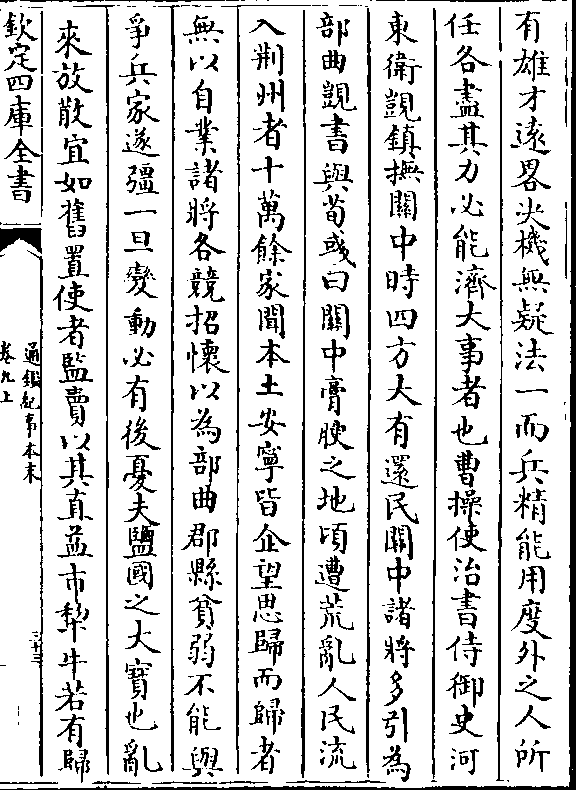 有雄才遠畧决機無疑法一而兵精能用度外之人所
任各盡其力必能濟大事者也曹操使治書侍御史河
東衛覬鎮撫關中時四方大有還民關中諸將多引為
部曲覬書與荀彧曰關中膏腴之地頃遭荒亂人民流
入荆州者十萬餘家聞本土安寧皆企望思歸而歸者
無以自業諸將各競招懷以為部曲郡縣貧弱不能與
爭兵家遂彊一旦變動必有後憂夫鹽國之大寶也亂
來放散宜如舊置使者監賣以其直益市犂牛若有歸
欽定四庫全書
通鑑紀事本末
卷九上
三十三